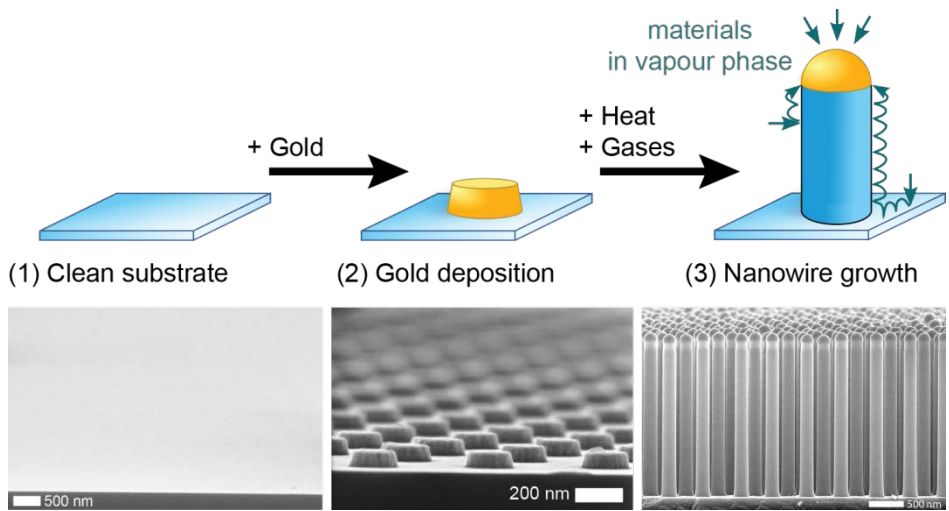 materials
in vapour phase
+ Heat
+ Gases
+ Gold
(1) Clean substrate
(2) Gold deposition
(3) Nanowire growth
500 nm
200 nm
500 nm